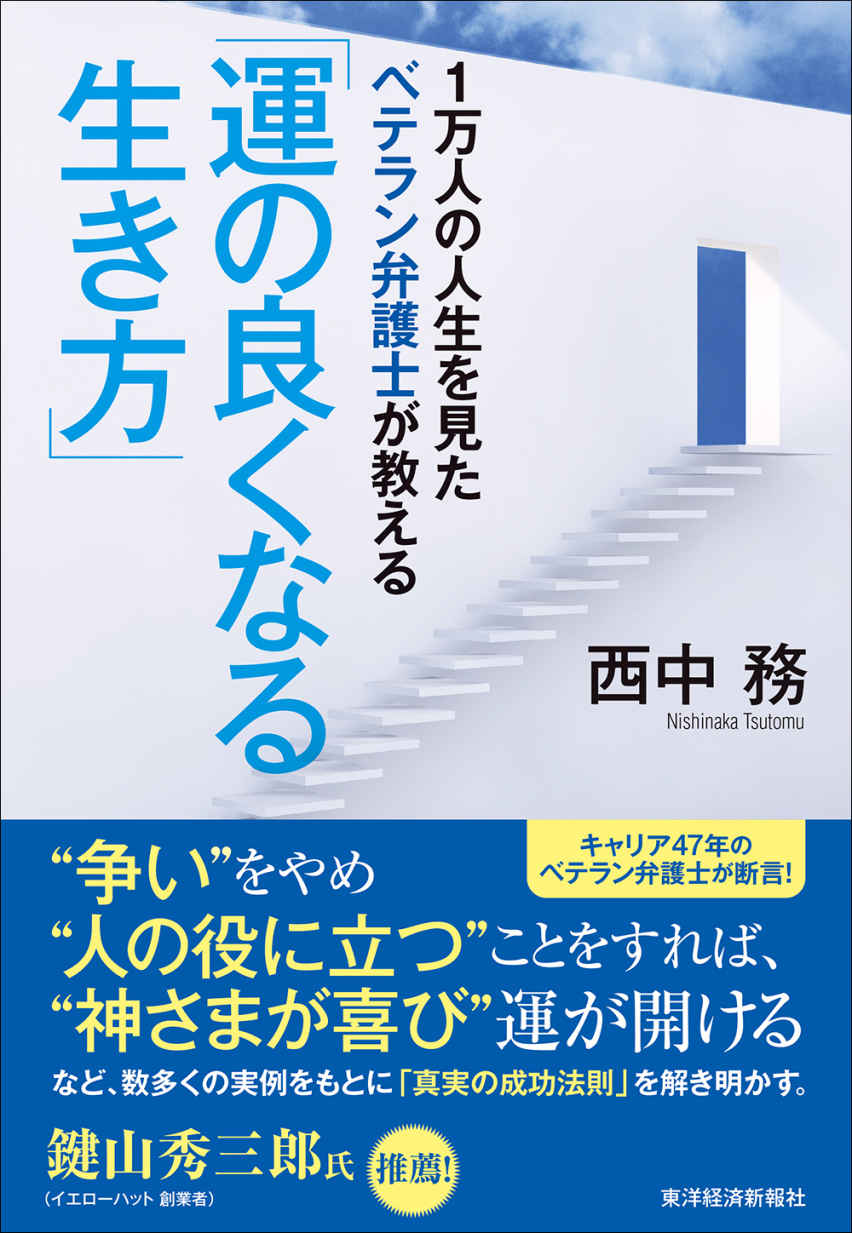 1万人の人生を見た
ベテラン弁護士が教える
「運の良くなる
生き方」
西中 務
Nishinaka Tsutomu
キャリア47年の
ベテラン弁護士が断言!
“争い”をやめ
“人の役に立つ”ことをすれば、
“神さまが喜び”運が開ける
など、数多くの実例をもとに「真実の成功法則」を解き明かす。
鍵山秀三郎氏
(イエローハット 創業者)
推薦!
東洋経済新報社